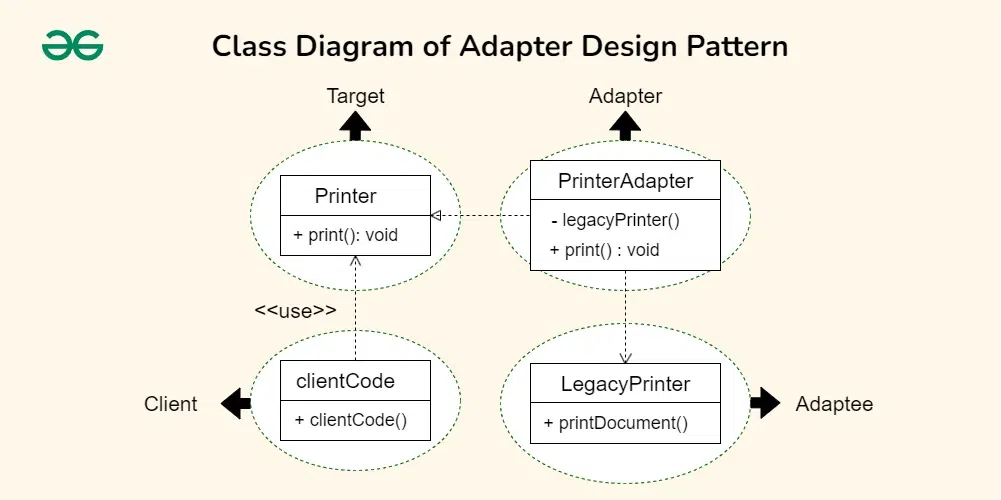 Class Diagram of Adapter Design Pattern
Target
Adapter
Printer
+ print(): void
PrinterAdapter
- legacyPrinter()
+ print() : void
<<use>>
clientCode
+ clientCode()
Client
LegacyPrinter
+ printDocument()
Adaptee